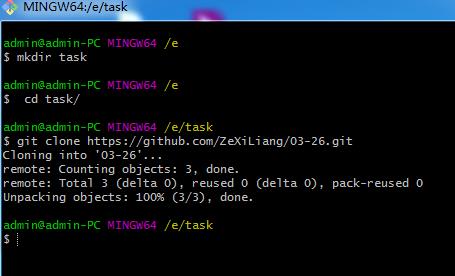 MINGW64:/e/task
admin@admin-PC MINGW64 /e
$ mkdir task
admin@admin-PC MINGW64 /e
$  cd task/
admin@admin-PC MINGW64 /e/task
$ git clone https://github.com/ZeXiLiang/03-26.git
Cloning into '03-26'...
remote: Counting objects: 3, done.
remote: Total 3 (delta 0), reused 0 (delta 0), pack-reused 0
Unpacking objects: 100% (3/3), done.
admin@admin-PC MINGW64 /e/task
$